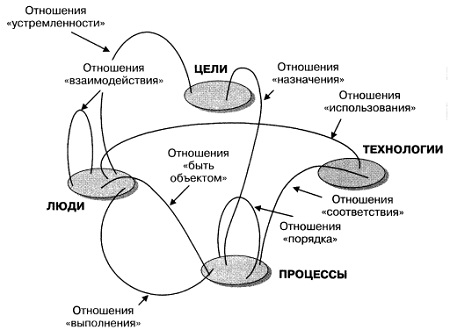 Отношения
«устремленности»
Отношения
«взаимодействия»
ЦЕЛИ
Отношения
«назначения»
Отношения
«использования»
ТЕХНОЛОГИИ
Отношения
«быть
объектом»
ЛЮДИ
Отношения
«соответствия»
Отношения
«порядка»
ПРОЦЕССЫ
Отношения
«выполнения»